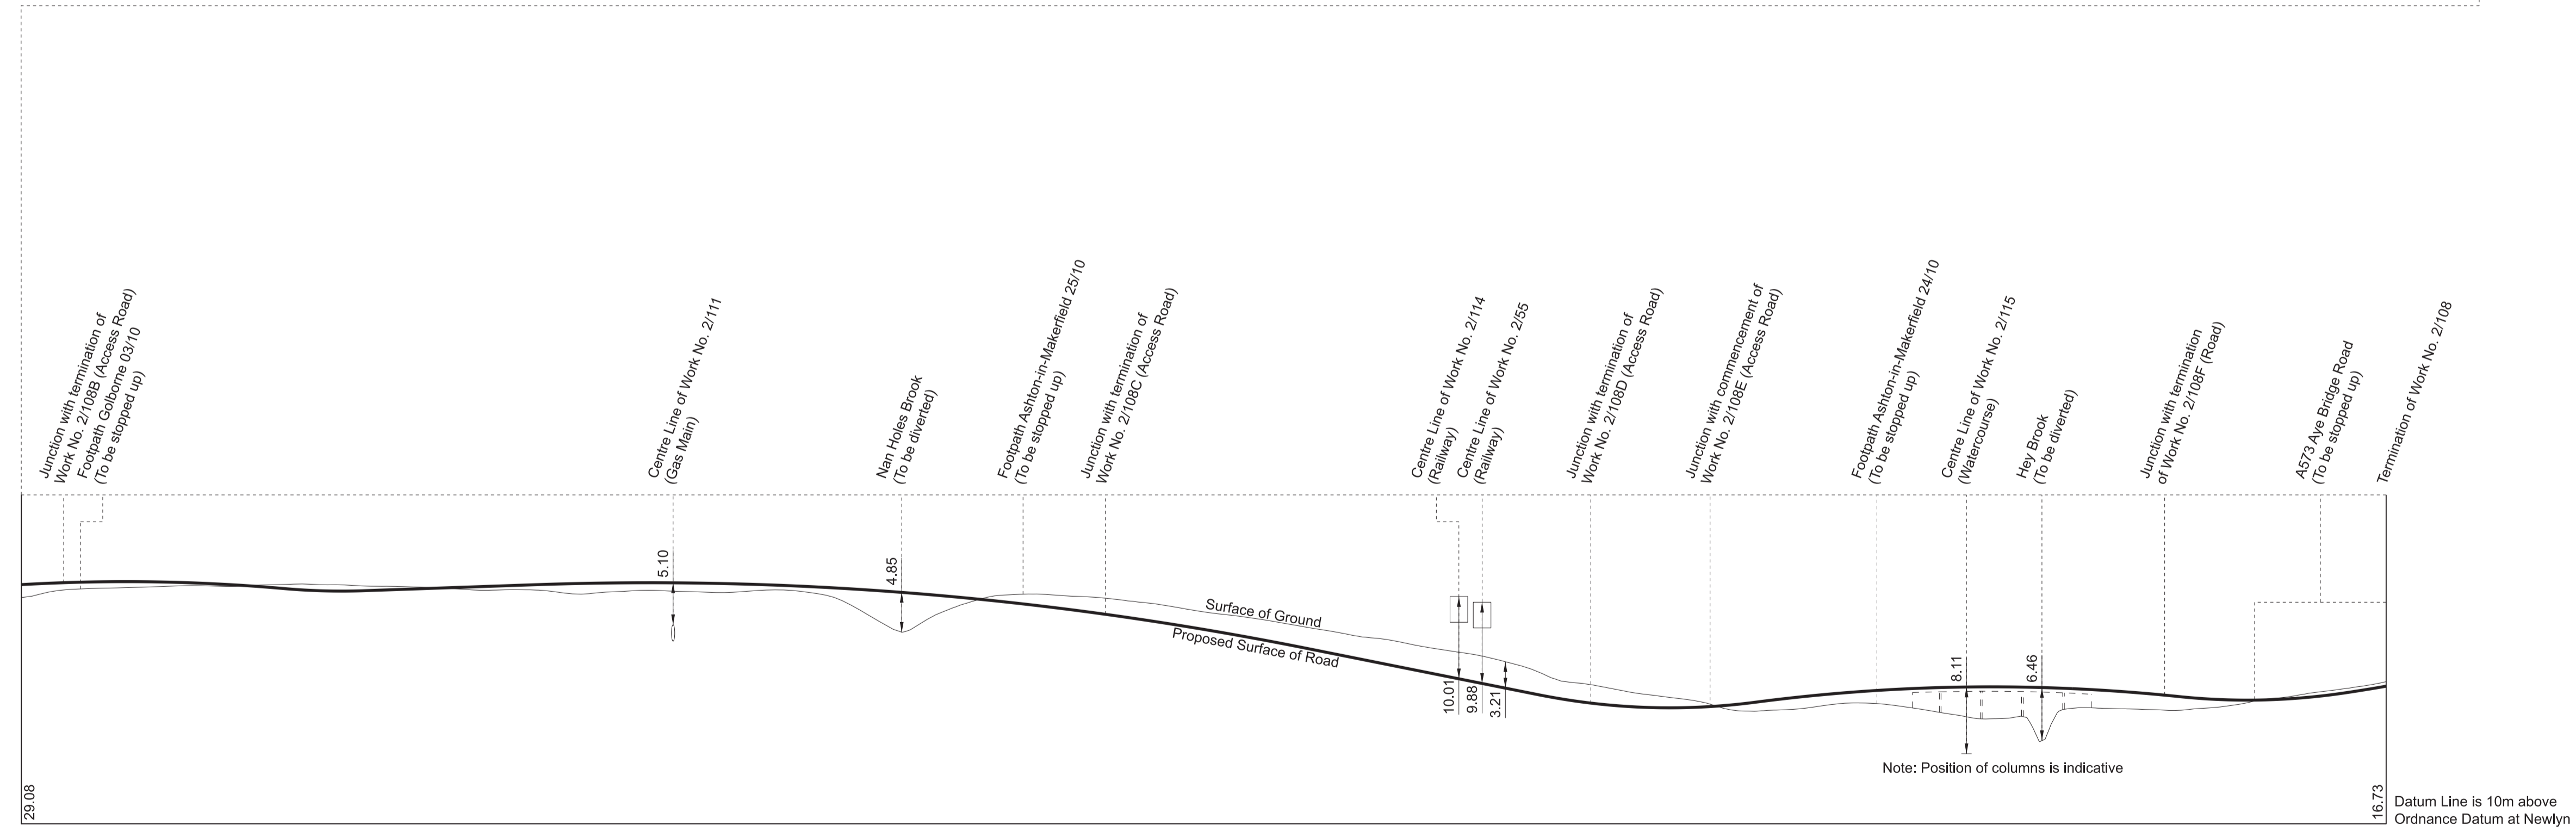 Junction with termination of
Work No. 2/108B (Access Road)
Footpath Golborne 03/10
(To be stopped up)
Centre Line of Work No. 2/111
(Gas Main)
Nan Holes Brook
(To be diverted)
Footpath Ashton-in-Makerfield 25/10
(To be stopped up)
Junction with termination of
Work No. 2/108C (Access Road)
Centre Line of Work No. 2/114
(Railway)
Centre Line of Work No. 2/55
(Railway)
Junction with termination of
Work No. 2/108D (Access Road)
Junction with commencement of
Work No. 2/108E (Access Road)
Footpath Ashton-in-Makerfield 24/10
(To be stopped up)
Centre Line of Work No. 2/115
(Watercourse)
Hey Brook
(To be diverted)
Junction with termination
of Work No. 2/108F (Road)
A573 Aye Bridge Road
(To be stopped up)
Termination of Work No. 2/108
5.10
4.85
Surface of Ground
Proposed Surface of Road
10.01
9.88
3.21
8.11
6.46
Note: Position of columns is indicative
29.08
16.73
Datum Line is 10m above
Ordnance Datum at Newlyn